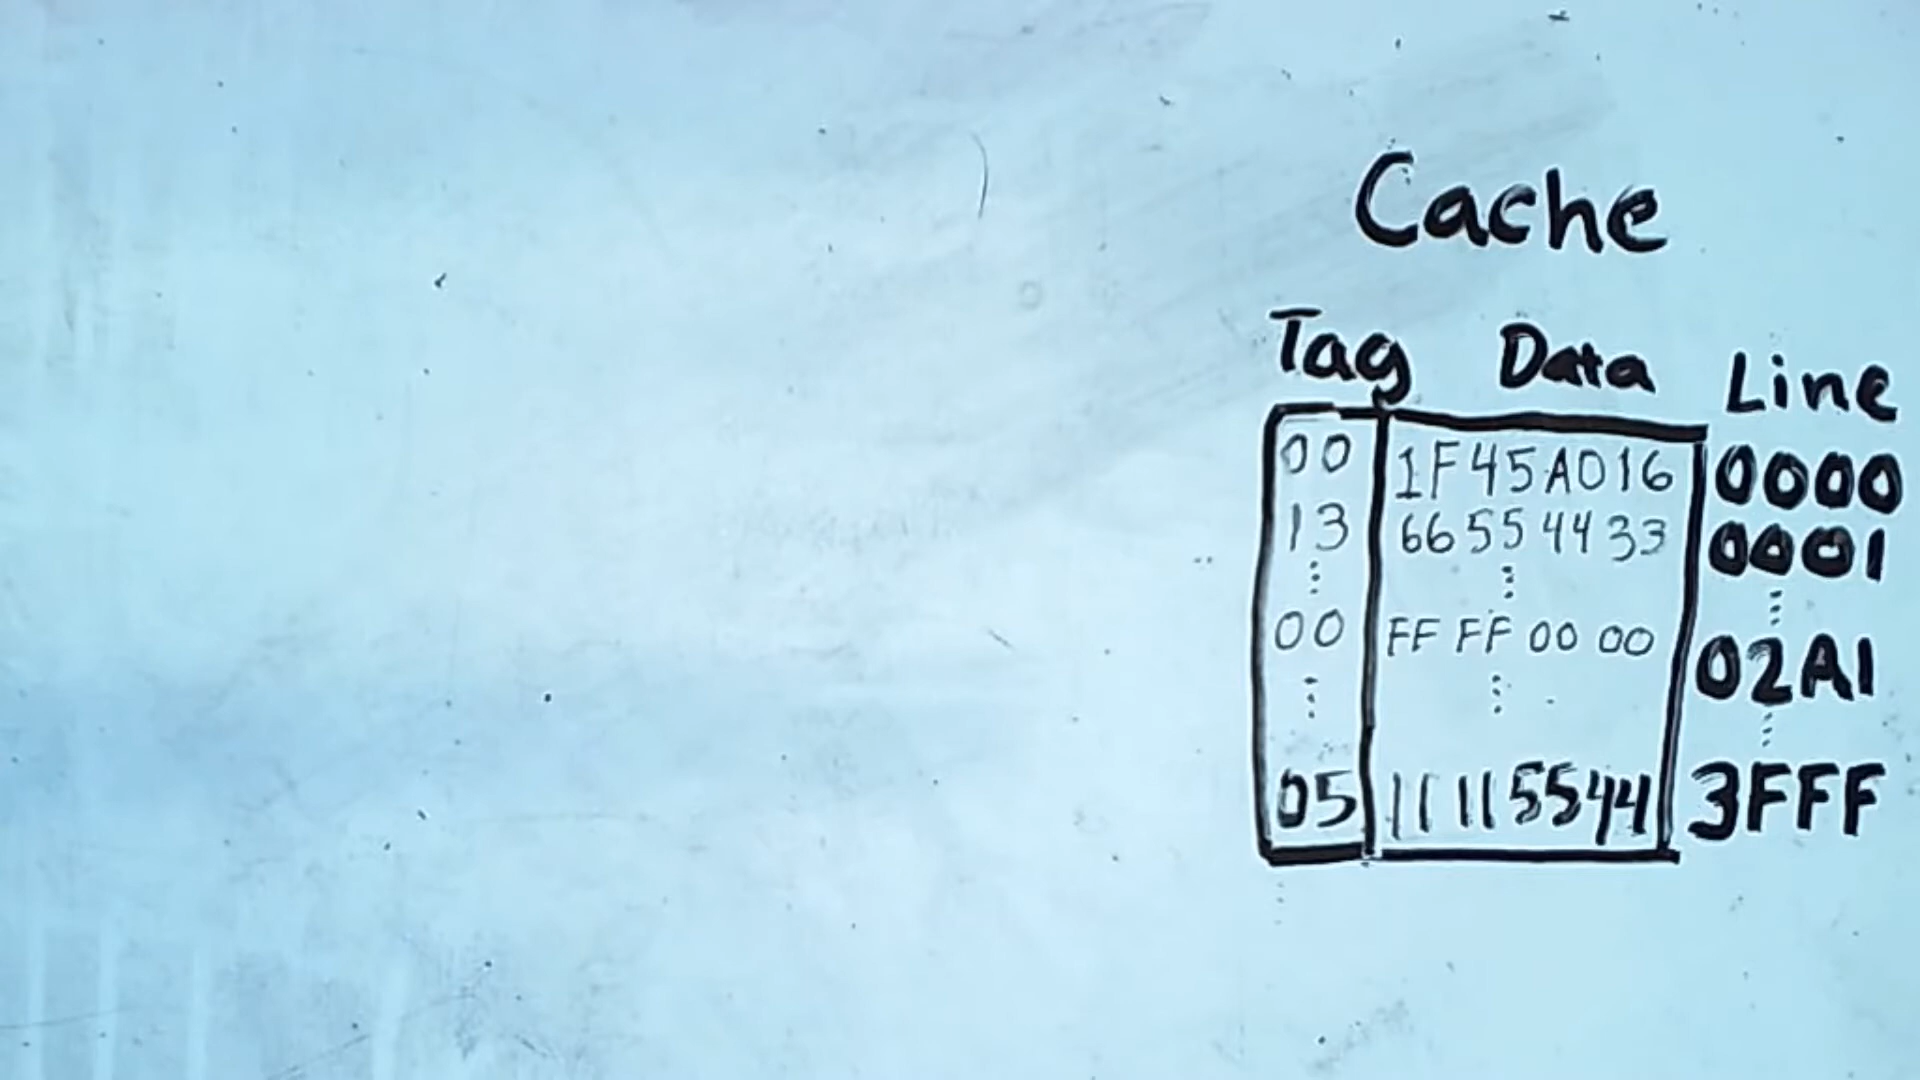 Cache
Tag Data Line
00 1F45A016 0000
13 66554433 0001
00 FF FF 00 00 02A1
05 11115544 3FFF